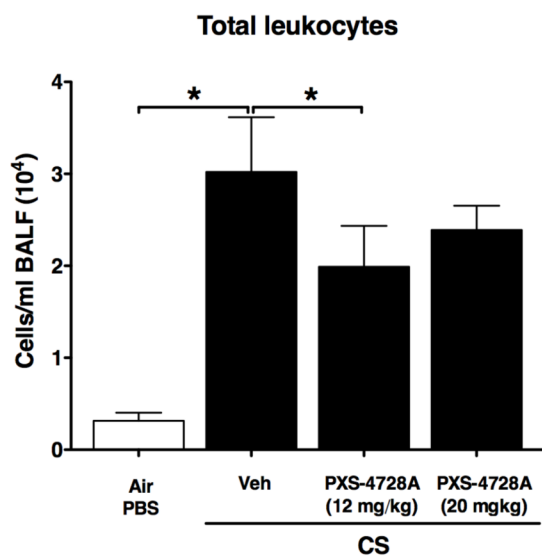 Total leukocytes
Cells/ml BALF (10⁴)
4
3
2
1
0
*
*
Air
PBS
Veh
PXS-4728A
(12 mg/kg)
PXS-4728A
(20 mgkg)
CS